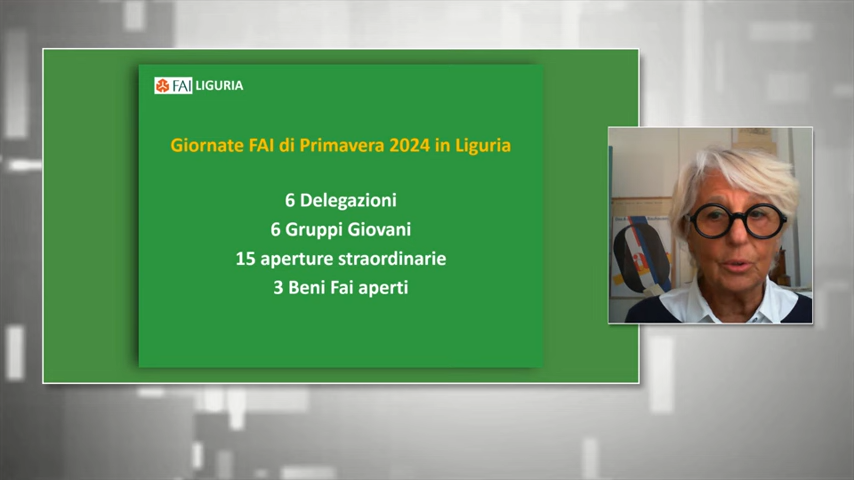 FAI LIGURIA
Giornate FAI di Primavera 2024 in Liguria
6 Delegazioni
6 Gruppi Giovani
15 aperture straordinarie
3 Beni Fai aperti